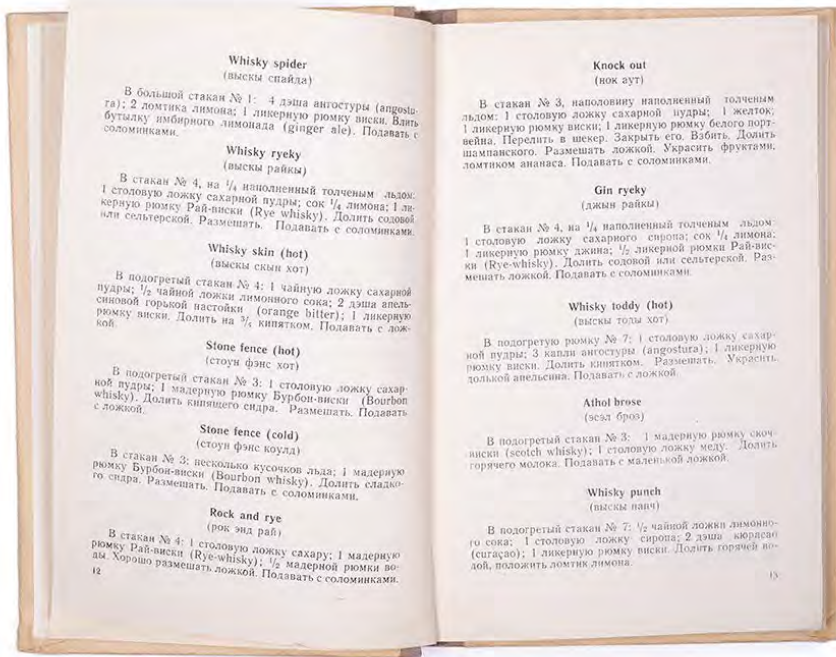 Whisky spider
(выскы спайда)
В большой стакан № 1: 4 дэша ангостуры (angostu-
ra); 2 ломтика лимона; 1 ликерную рюмку виски. Влить
бутылку имбирного лимонада (ginger ale). Подавать с
соломинками.
Whisky ryeky
(выскы райкы)
В стакан № 4, на 1/4 наполненный толченым льдом:
1 столовую ложку сахарной пудры; сок 1/4 лимона; 1 ли-
керную рюмку Рай-виски (Rye whisky). Долить содовой
или сельтерской. Размешать. Подавать с соломинками.
Whisky skin (hot)
(выскы скын хот)
В подогретый стакан № 4: 1 чайную ложку сахарной
пудры; 1/2 чайной ложки лимонного сока; 2 дэша апель-
синовой горькой настойки (orange bitter); 1 ликерную
рюмку виски. Долить на 3/4 кипятком. Подавать с лож-
кой.
Stone fence (hot)
(стоун фэнс хот)
В подогретый стакан № 3: 1 столовую ложку сахар-
ной пудры; 1 мадерную рюмку Бурбон-виски (Bourbon
whisky). Долить кипящего сидра. Размешать. Подавать
с ложкой.
Stone fence (cold)
(стоун фэнс коулд)
В стакан № 3: несколько кусочков льда; 1 мадерную
рюмку Бурбон-виски (Bourbon whisky). Долить сладко-
го сидра. Размешать. Подавать с соломинками.
Rock and rye
(рок энд рай)
В стакан № 4: 1 столовую ложку сахару; 1 мадерную
рюмку Рай-виски (Rye-whisky); 1/2 мадерной рюмки во-
ды. Хорошо размешать ложкой. Подавать с соломинками.
12
Knock out
(нок аут)
В стакан № 3, наполовину наполненный толченым
льдом: 1 столовую ложку сахарной пудры; 1 желток;
1 ликерную рюмку виски; 1 ликерную рюмку белого порт-
вейна. Перелить в шекер. Закрыть его. Взбить. Долить
шампанского. Размешать ложкой. Украсить фруктами,
ломтиком ананаса. Подавать с соломинками.
Gin ryeky
(джын райкы)
В стакан № 4, на 1/4 наполненный толченым льдом
1 столовую ложку сахарного сиропа; сок 1/4 лимона;
1 ликерную рюмку джина; 1/2 ликерной рюмки Рай-вис-
ки (Rye-whisky). Долить содовой или сельтерской. Раз-
мешать ложкой. Подавать с соломинками.
Whisky toddy (hot)
(выскы тоды хот)
В подогретую рюмку № 7: 1 столовую ложку сахар-
ной пудры; 3 капли ангостуры (angostura); 1 ликерную
рюмку виски. Долить кипятком. Размешать. Украсить
долькой апельсина. Подавать с ложкой.
Athol brose
(эсэл броз)
В подогретый стакан № 3: 1 мадерную рюмку скоч-
виски (scotch whisky); 1 столовую ложку меду. Долить
горячего молока. Подавать с маленькой ложкой.
Whisky punch
(выскы панч)
В подогретый стакан № 7: 1/2 чайной ложки лимонно-
го сока; 1 столовую ложку сиропа; 2 дэша кюрасао
(curaçao); 1 ликерную рюмку виски. Долить горячей во-
дой, положить ломтик лимона.
13